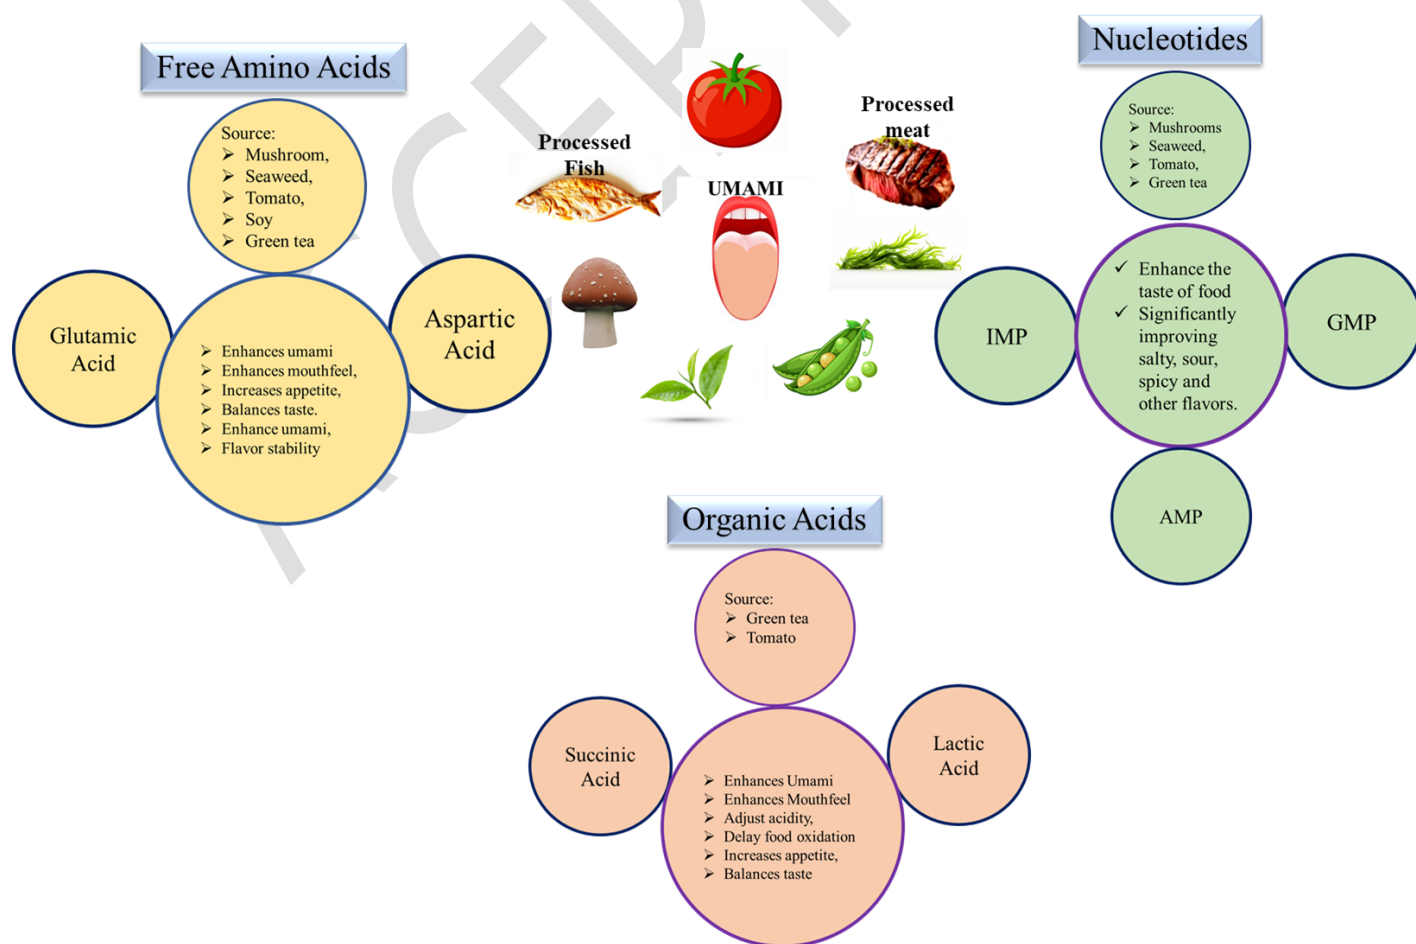 Free Amino Acids
Source:
Mushroom,
Seaweed,
Tomato,
Soy
Green tea
Glutamic
Acid
Aspartic
Acid
➢ Enhances umami
➢ Enhances mouthfeel,
➢ Increases appetite,
➢ Balances taste.
➢ Enhance umami,
➢ Flavor stability
Processed
Fish
UMAMI
Processed
meat
Nucleotides
Source:
➢ Mushrooms
➢ Seaweed,
➢ Tomato,
➢ Green tea
IMP
✓ Enhance the
taste of food
✓ Significantly
improving
salty, sour,
spicy and
other flavors.
GMP
AMP
Organic Acids
Source:
➢ Green tea
➢ Tomato
Succinic
Acid
Lactic
Acid
➢ Enhances Umami
➢ Enhances Mouthfeel
➢ Adjust acidity,
➢ Delay food oxidation
➢ Increases appetite,
➢ Balances taste